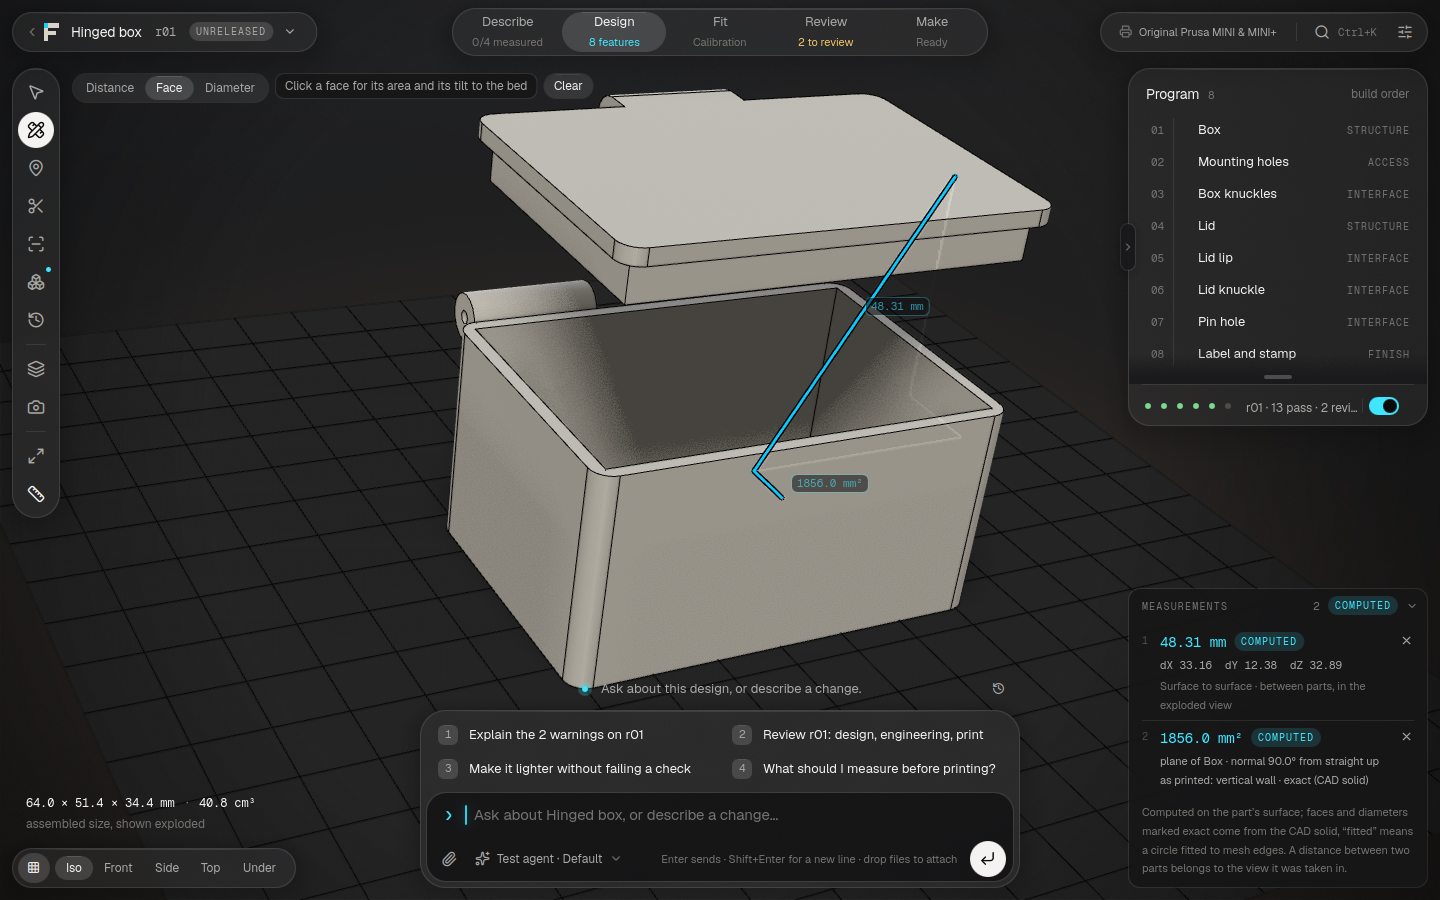 Hinged box r01 UNRELEASED
Describe
0/4 measured
Design
8 features
Fit
Calibration
Review
2 to review
Make
Ready
Original Prusa MINI & MINI+
Ctrl+K
Distance Face Diameter
Click a face for its area and its tilt to the bed
Clear
Program 8 build order
01 Box STRUCTURE
02 Mounting holes ACCESS
03 Box knuckles INTERFACE
04 Lid STRUCTURE
05 Lid lip INTERFACE
06 Lid knuckle INTERFACE
07 Pin hole INTERFACE
08 Label and stamp FINISH
r01 · 13 pass · 2 revi…
48.31 mm
1856.0 mm²
MEASUREMENTS 2 COMPUTED
1 48.31 mm COMPUTED
dX 33.16 dY 12.38 dZ 32.89
Surface to surface · between parts, in the
exploded view
2 1856.0 mm² COMPUTED
plane of Box · normal 90.0° from straight up
as printed: vertical wall · exact (CAD solid)
Computed on the part's surface; faces and diameters
marked exact come from the CAD solid, “fitted” means
a circle fitted to mesh edges. A distance between two
parts belongs to the view it was taken in.
Ask about this design, or describe a change.
1 Explain the 2 warnings on r01
2 Review r01: design, engineering, print
3 Make it lighter without failing a check
4 What should I measure before printing?
Ask about Hinged box, or describe a change…
Test agent · Default
Enter sends · Shift+Enter for a new line · drop files to attach
64.0 × 51.4 × 34.4 mm · 40.8 cm³
assembled size, shown exploded
Iso Front Side Top Under